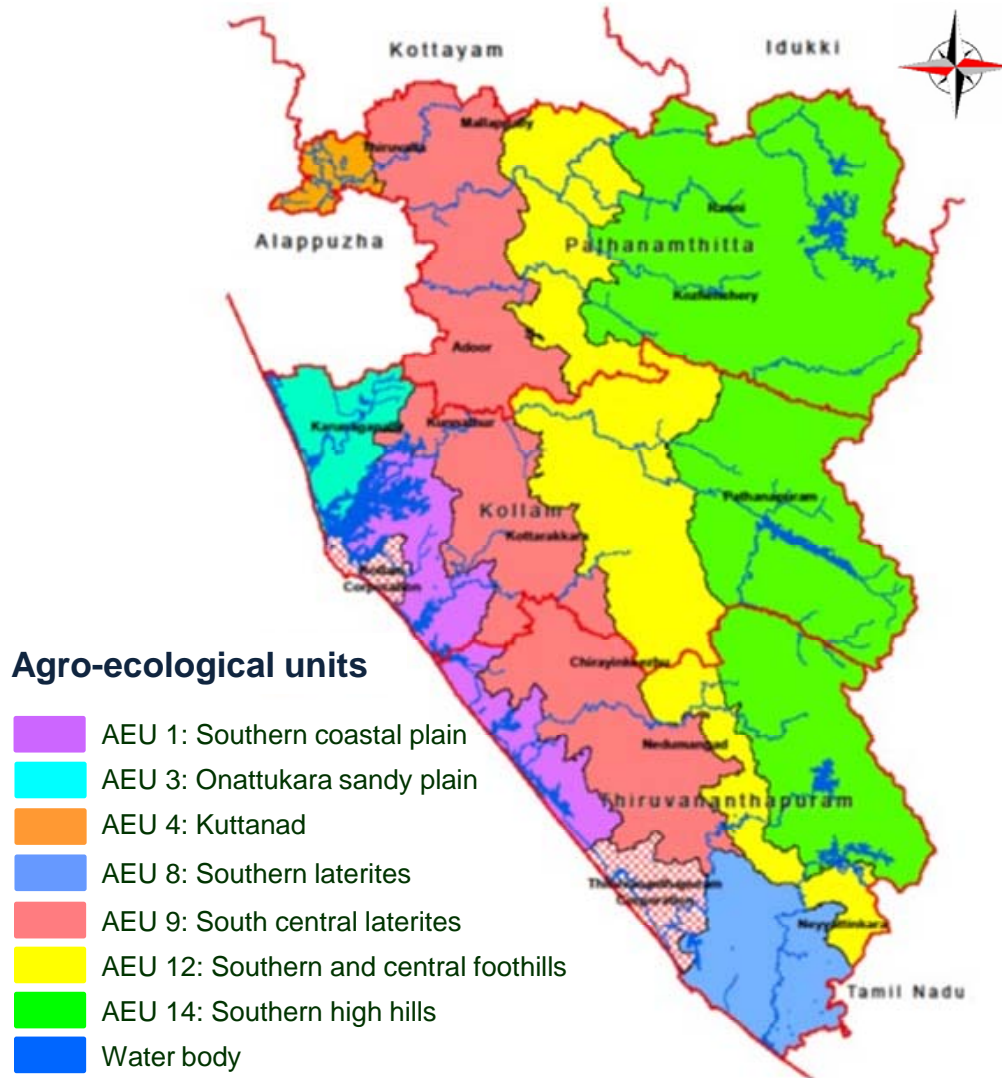 Kottayam
Idukki
Mallappally
Thiruvalla
Ranni
Alappuzha
Pathanamthitta
Kozhenchery
Adoor
Karunagapally
Kunnathur
Pathanapuram
Kollam
Kottarakkara
Kollam
Corporation
Agro-ecological units
Chirayinkeezhu
AEU 1: Southern coastal plain
Nedumangad
AEU 3: Onattukara sandy plain
Thiruvananthapuram
AEU 4: Kuttanad
AEU 8: Southern laterites
Thiruvananthapuram
Corporation
AEU 9: South central laterites
Neyyattinkara
AEU 12: Southern and central foothills
Tamil Nadu
AEU 14: Southern high hills
Water body